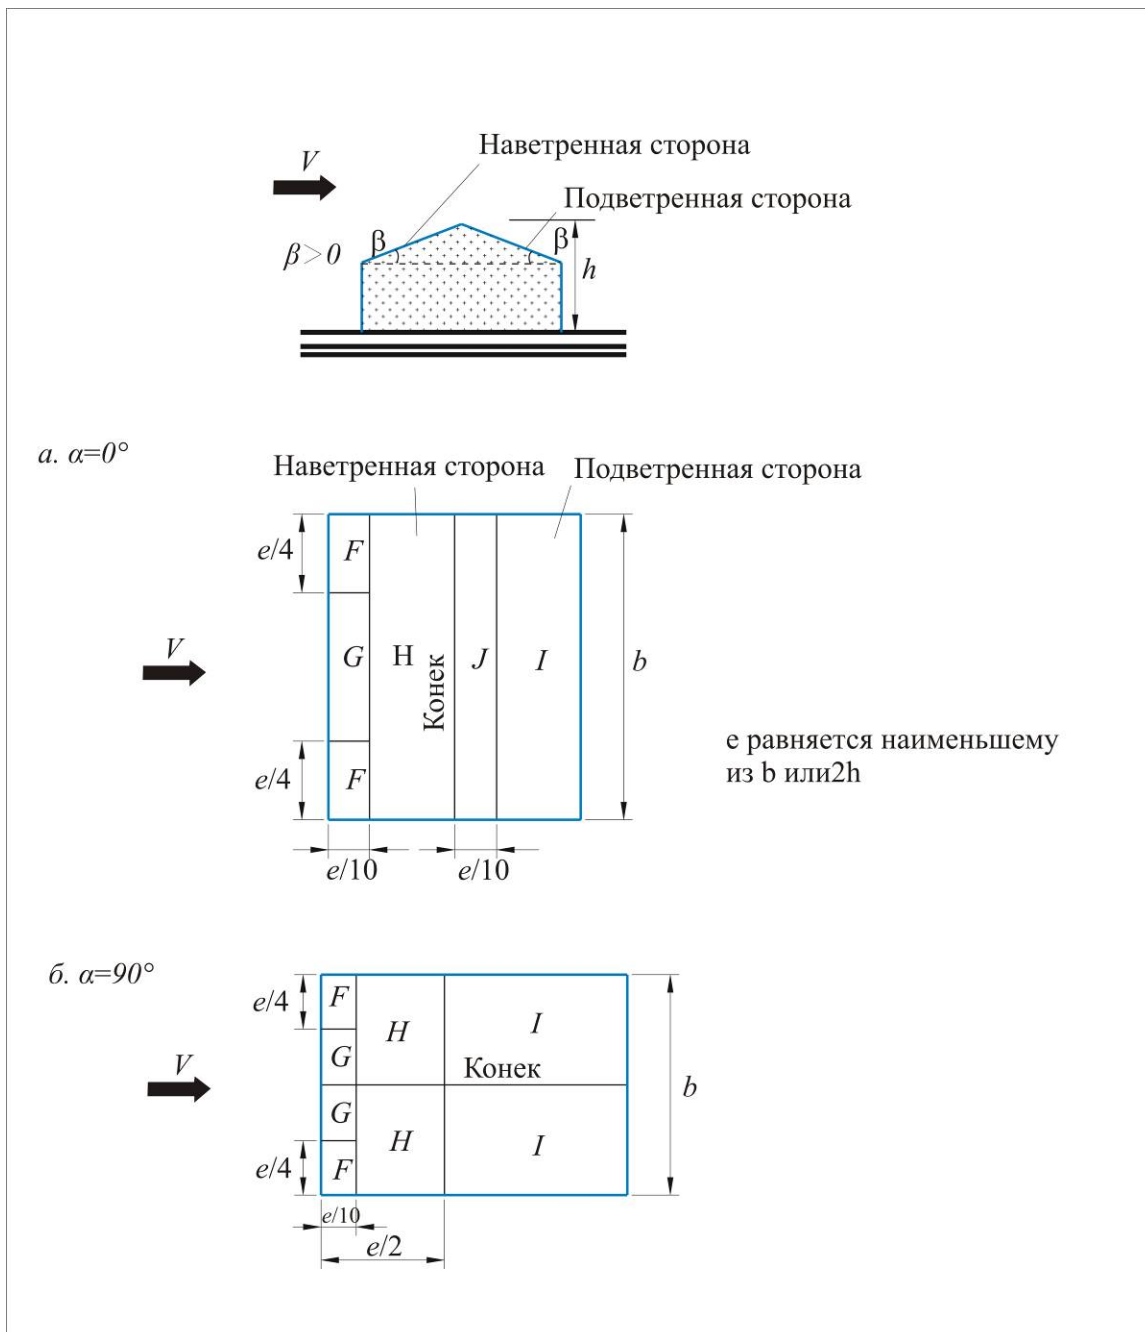 Наветренная сторона
V
Подветренная сторона
β>0
β
β
h
а. α=0°
Наветренная сторона
Подветренная сторона
e/4
F
V
G
H
Конек
J
I
b
e/4
F
e/10
e/10
е равняется наименьшему
из b или2h
б. α=90°
e/4
F
H
I
V
G
Конек
b
G
H
I
e/4
F
e/10
e/2